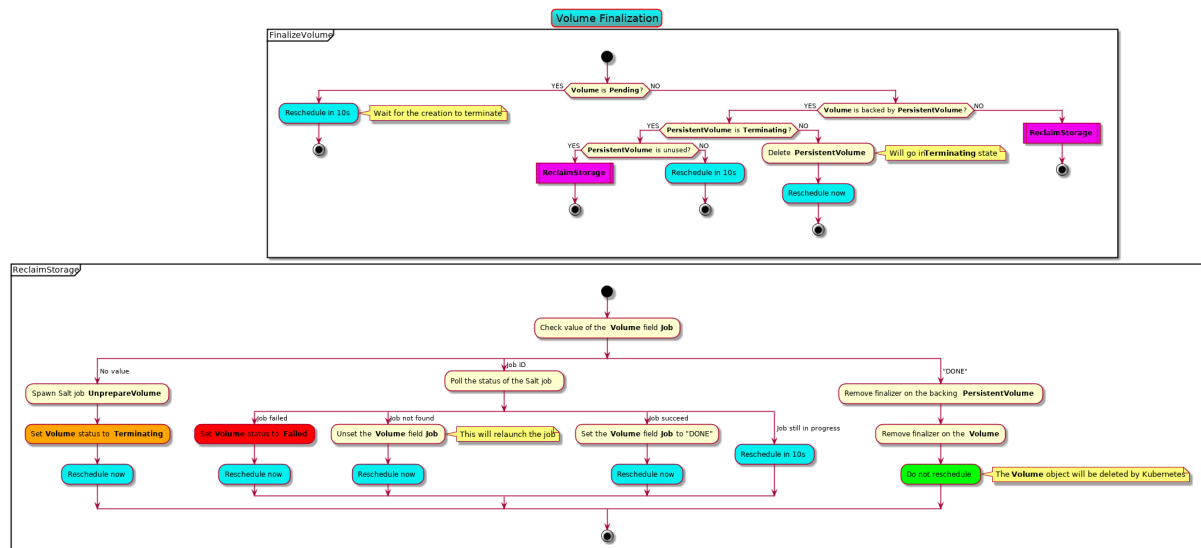 Volume Finalization
FinalizeVolume
YES
Volume is Pending?
NO
Reschedule in 10s
Wait for the creation to terminate
YES
Volume is backed by PersistentVolume?
NO
YES
PersistentVolume is Terminating?
NO
ReclaimStorage
YES
PersistentVolume is unused?
NO
Delete PersistentVolume
Will go inTerminating state
ReclaimStorage
Reschedule in 10s
Reschedule now
ReclaimStorage
Check value of the Volume field Job
No value
Job ID
"DONE"
Spawn Salt job UnprepareVolume
Poll the status of the Salt job
Remove finalizer on the backing PersistentVolume
Job failed
Job not found
Job succeed
Job still in progress
Set Volume status to Terminating
Set Volume status to Failed
Unset the Volume field Job
This will relaunch the job
Set the Volume field Job to "DONE"
Remove finalizer on the Volume
Reschedule in 10s
Reschedule now
Reschedule now
Reschedule now
Reschedule now
Do not reschedule
The Volume object will be deleted by Kubernetes